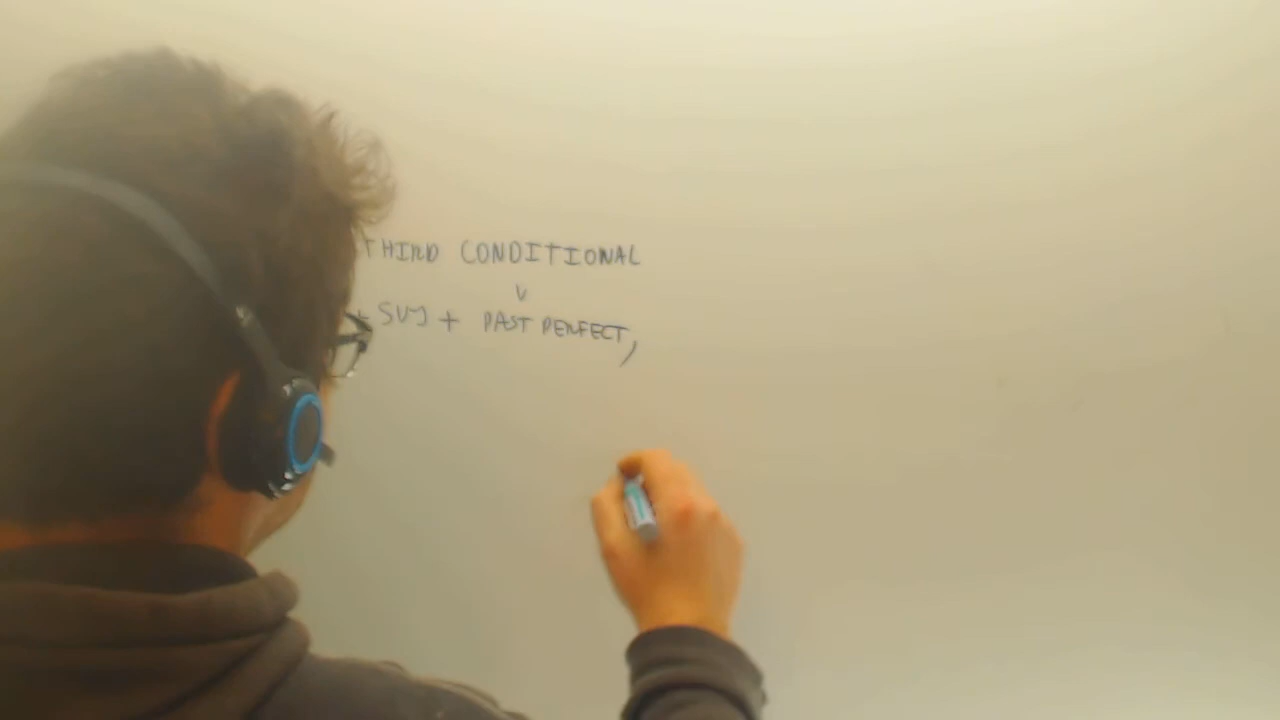 THIRD CONDITIONAL
v
+ SUJ + PAST PERFECT,